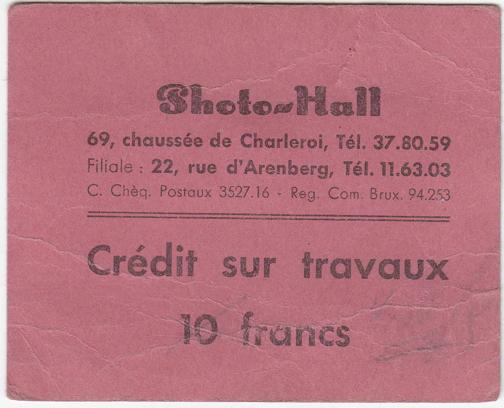 Photo-Hall
69, chaussée de Charleroi, Tél. 37.80.59
Filiale : 22, rue d'Arenberg, Tél. 11.63.03
C. Chèq. Postaux 3527.16 - Reg. Com. Brux. 94.253
Crédit sur travaux
10 francs